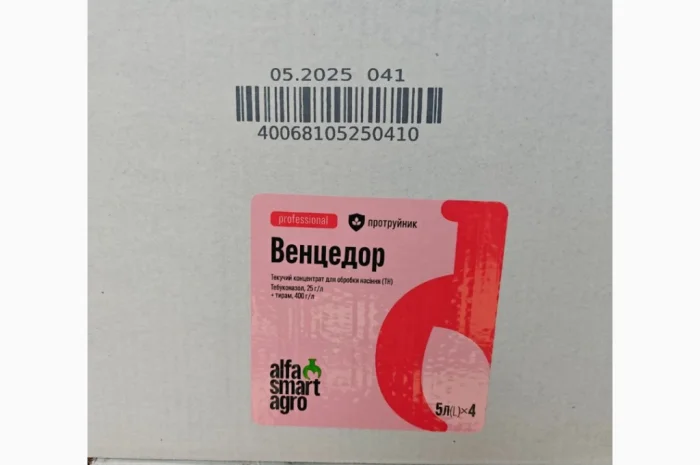 05.2025 041
40068105250410
professional
протруйник
Венцедор
Текучий концентрат для обробки насіння (ТН)
Тебуконазол, 25 г/л
+ тирам, 400 г/л
alfa
smart
agro
5л(L)×4